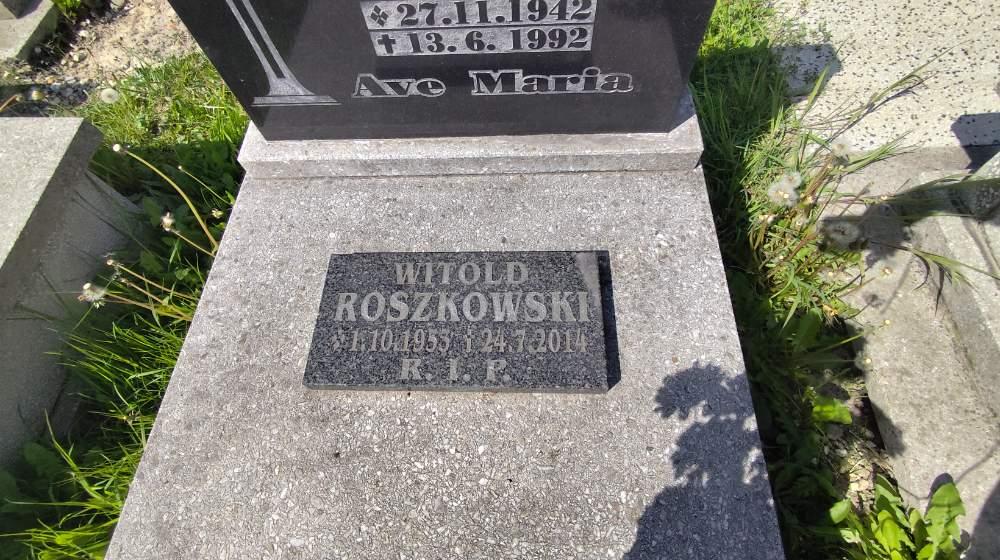 * 27.11.1942
† 13. 6. 1992
Ave Maria
WITOLD
ROSZKOWSKI
* 1.10.1953 † 24.7.2014
R. I. P.